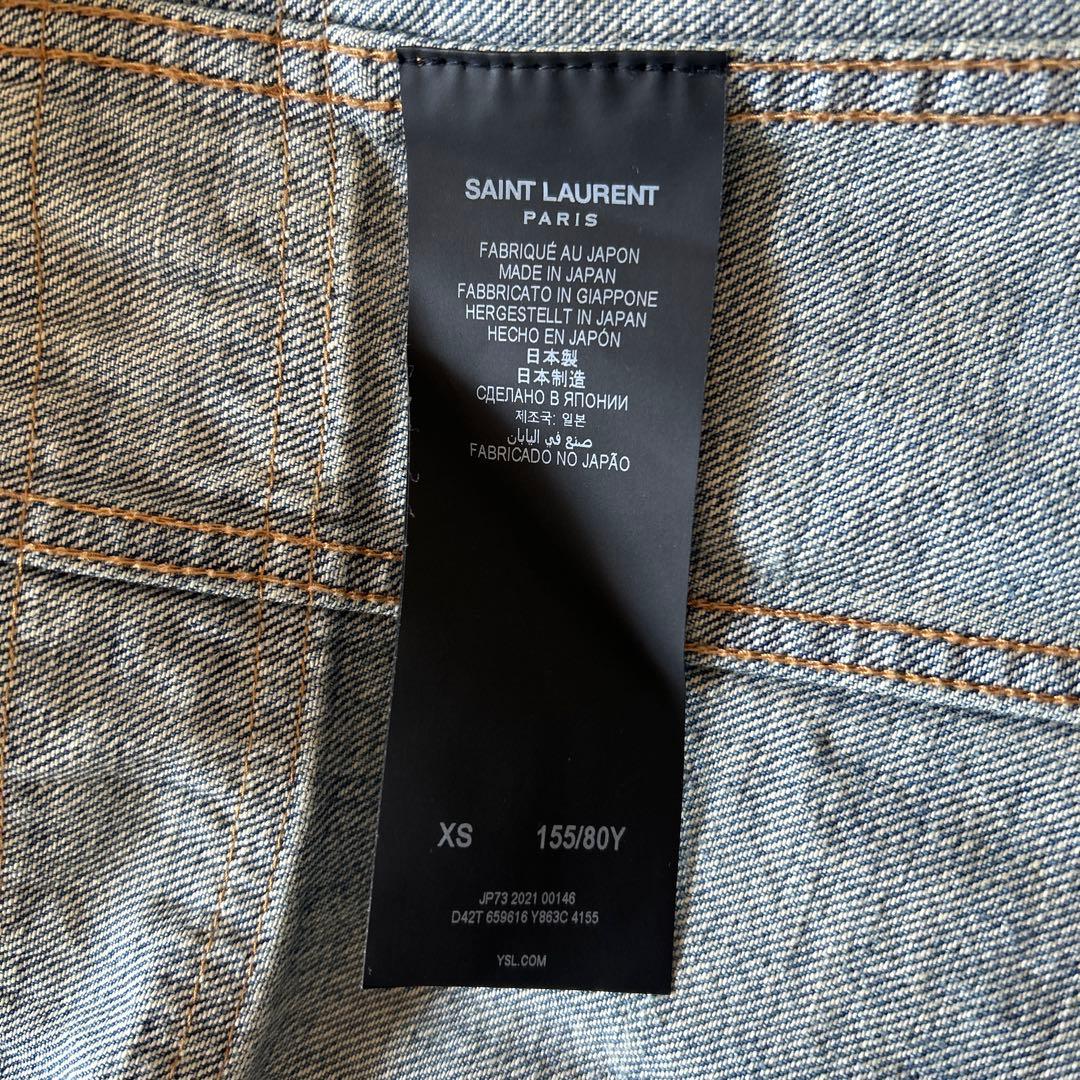 SAINT LAURENT
PARIS
FABRIQUÉ AU JAPON
MADE IN JAPAN
FABBRICATO IN GIAPPONE
HERGESTELLT IN JAPAN
HECHO EN JAPÓN
日本製
日本制造
СДЕЛАНО В ЯПОНИИ
제조국: 일본
صنع في اليابان
FABRICADO NO JAPÃO
XS 155/80Y
JP73 2021 00146
D42T 659616 Y863C 4155
YSL.COM